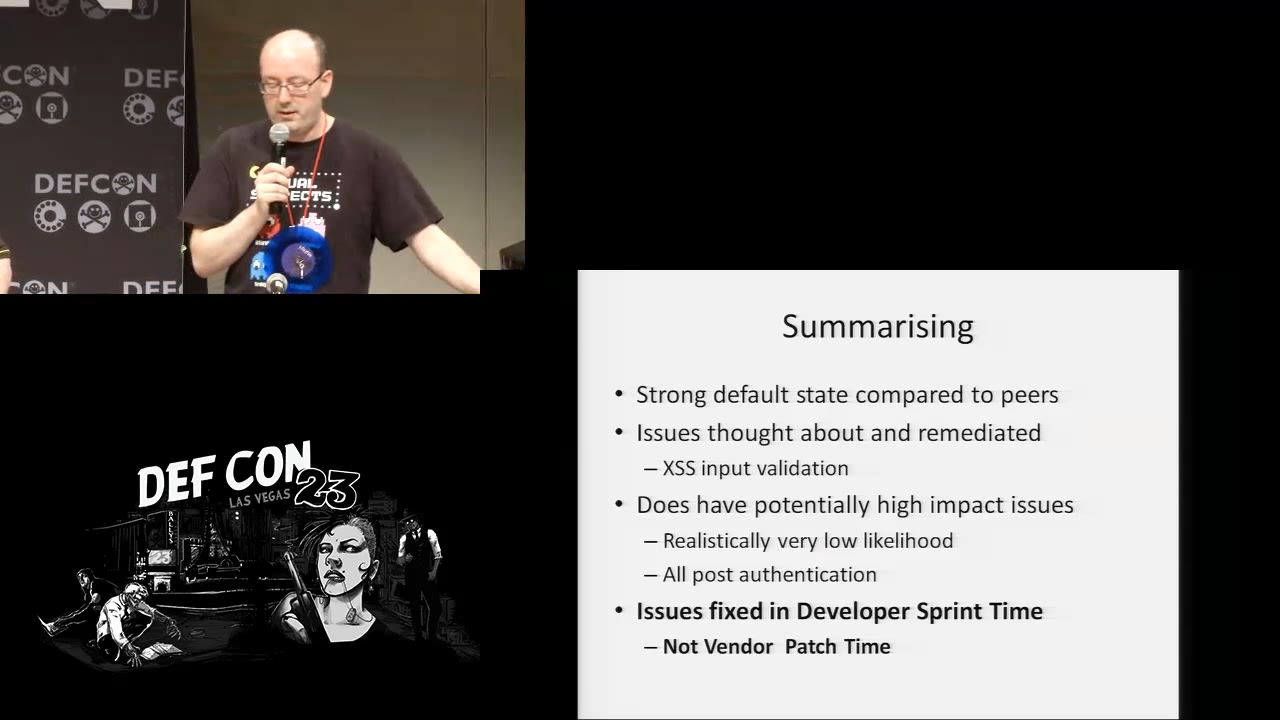 DEFCON
DEFCON
DEFCON
DEFCON
Summarising
• Strong default state compared to peers
• Issues thought about and remediated
– XSS input validation
• Does have potentially high impact issues
– Realistically very low likelihood
– All post authentication
• Issues fixed in Developer Sprint Time
– Not Vendor Patch Time
DEF CON
LAS VEGAS 23
BALLYS